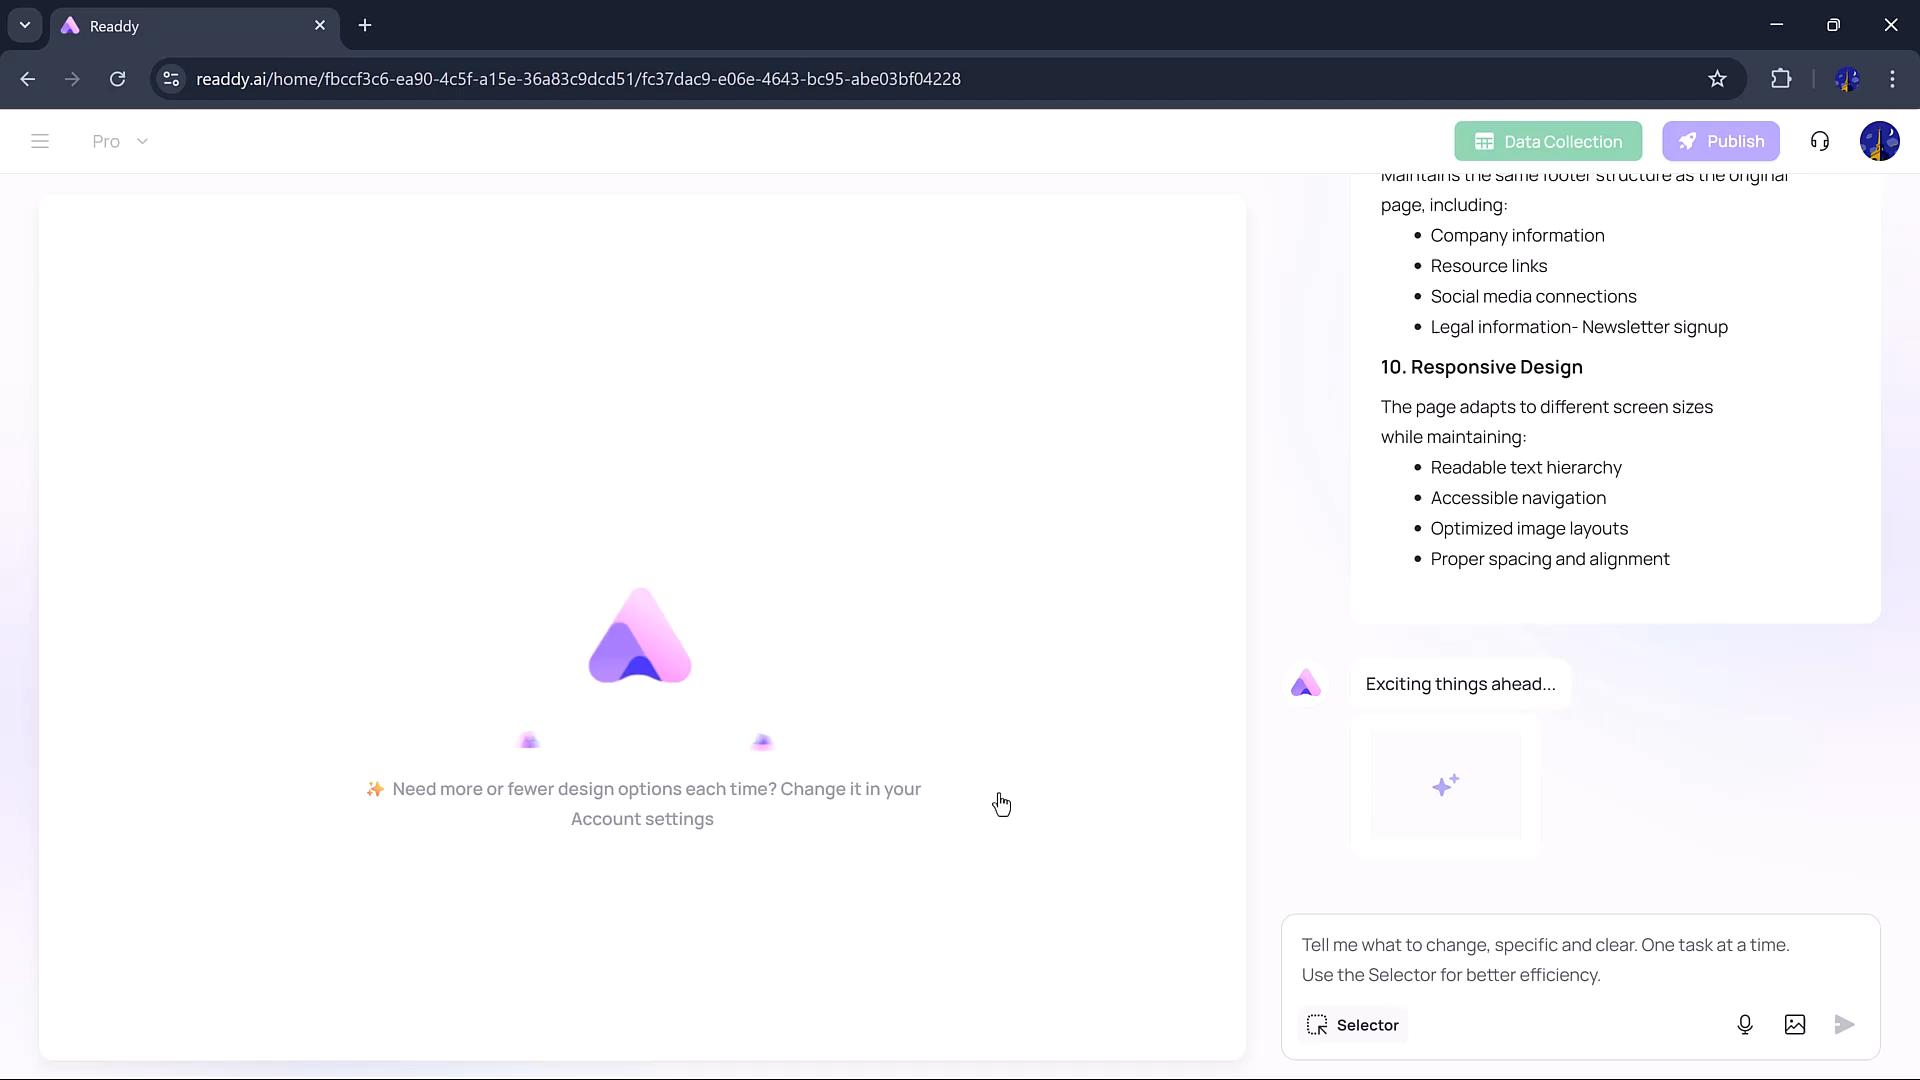 Readdy
readdy.ai/home/fbccf3c6-ea90-4c5f-a15e-36a83c9dcd51/fc37dac9-e06e-4643-bc95-abe03bf04228
Pro
Data Collection
Publish
Maintains the same footer structure as the original
page, including:
Company information
Resource links
Social media connections
Legal information- Newsletter signup
10. Responsive Design
The page adapts to different screen sizes
while maintaining:
Readable text hierarchy
Accessible navigation
Optimized image layouts
Proper spacing and alignment
Exciting things ahead...
✨ Need more or fewer design options each time? Change it in your
Account settings
Tell me what to change, specific and clear. One task at a time.
Use the Selector for better efficiency.
Selector